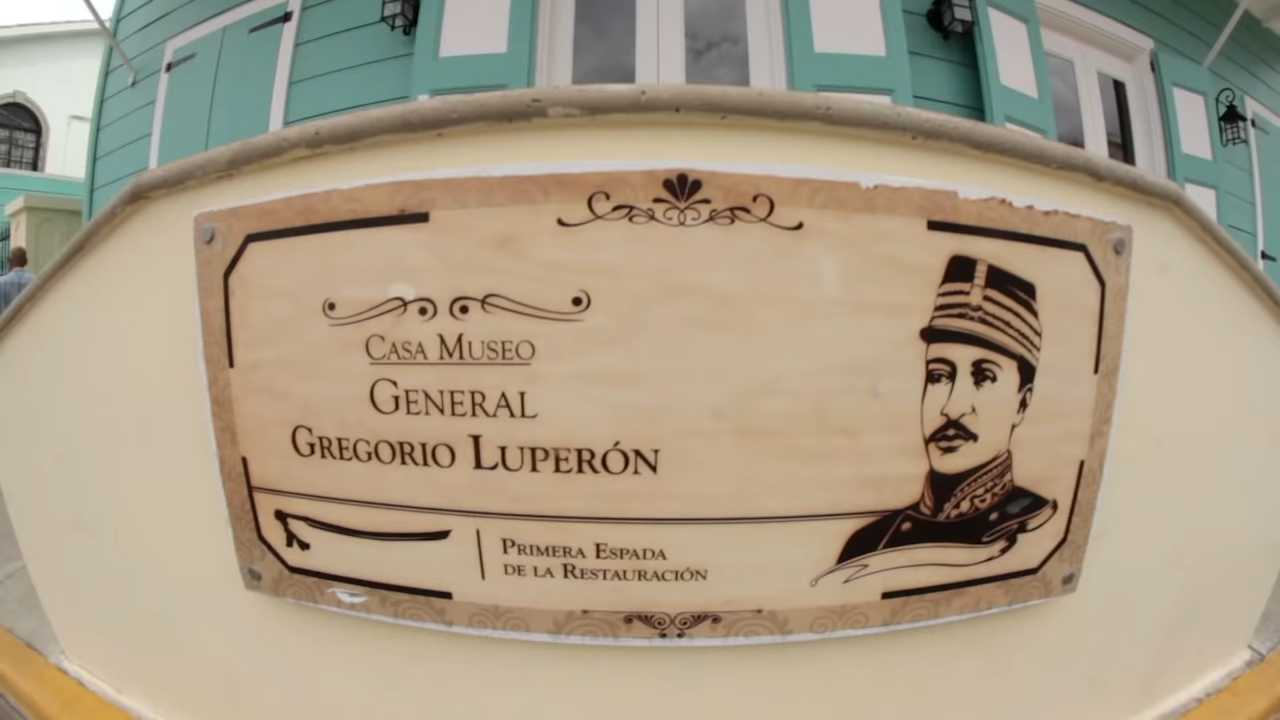 Casa Museo
General
Gregorio Luperón
Primera Espada
de la Restauración